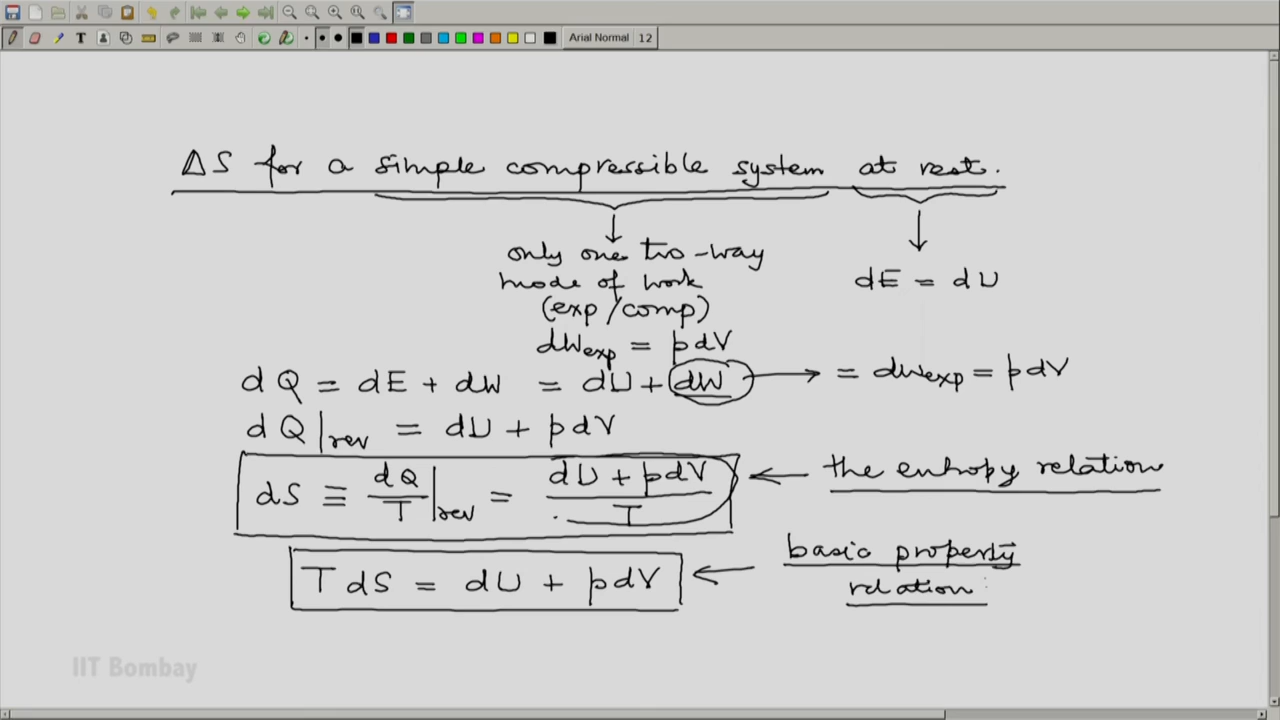 Arial Normal 12
ΔS for a simple compressible system at rest.
only one two-way
mode of work
(exp/comp)
dW_exp = pdV
dE = dU
dQ = dE + dW = dU + dW → = dW_exp = pdV
dQ|rev = dU + pdV
dS ≡ dQ/T|rev = (dU + pdV)/T ← the entropy relation
TdS = dU + pdV ← basic property
relation
IIT Bombay